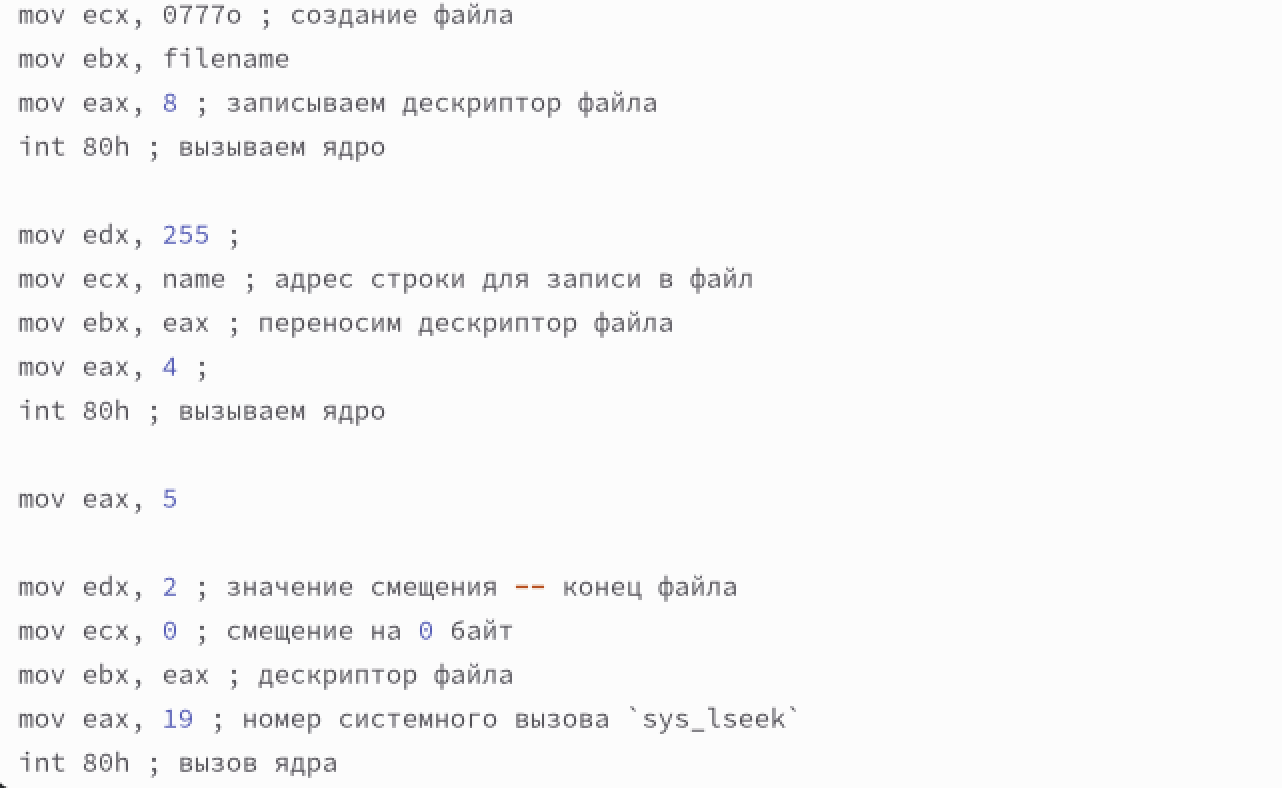 mov ecx, 0777o ; создание файла
mov ebx, filename
mov eax, 8 ; записываем дескриптор файла
int 80h ; вызываем ядро
mov edx, 255 ;
mov ecx, name ; адрес строки для записи в файл
mov ebx, eax ; переносим дескриптор файла
mov eax, 4 ;
int 80h ; вызываем ядро
mov eax, 5
mov edx, 2 ; значение смещения -- конец файла
mov ecx, 0 ; смещение на 0 байт
mov ebx, eax ; дескриптор файла
mov eax, 19 ; номер системного вызова `sys_lseek`
int 80h ; вызов ядра